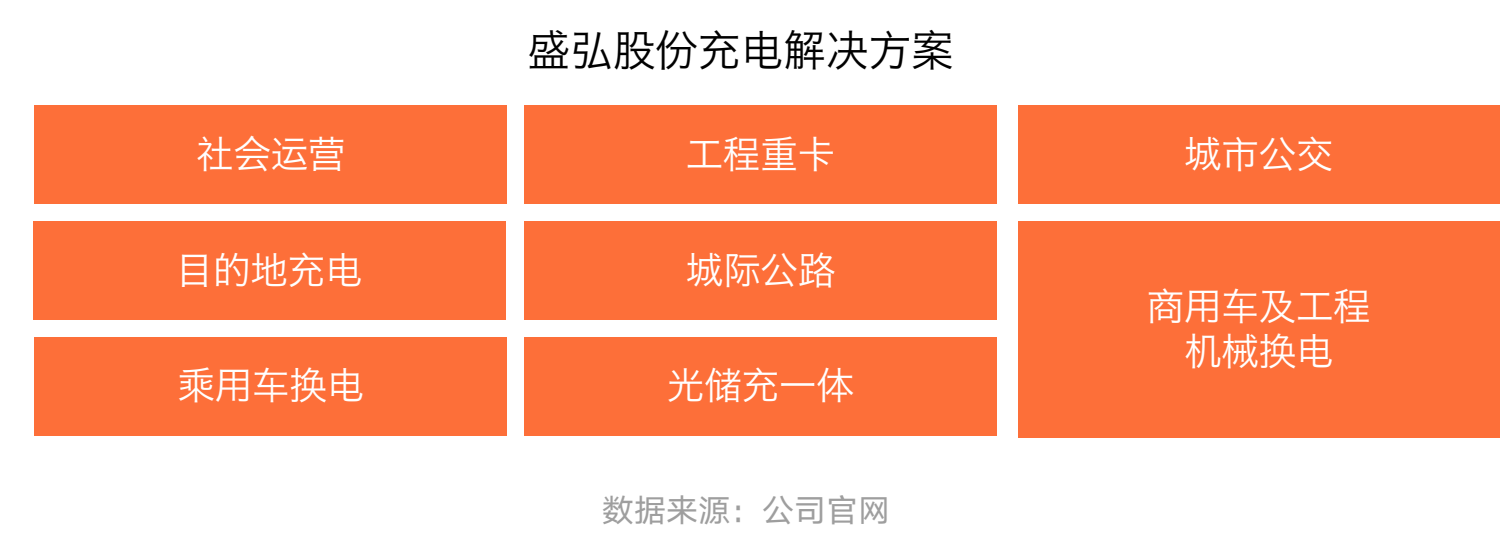 盛弘股份充电解决方案
社会运营
工程重卡
城市公交
目的地充电
城际公路
商用车及工程
机械换电
乘用车换电
光储充一体
数据来源：公司官网